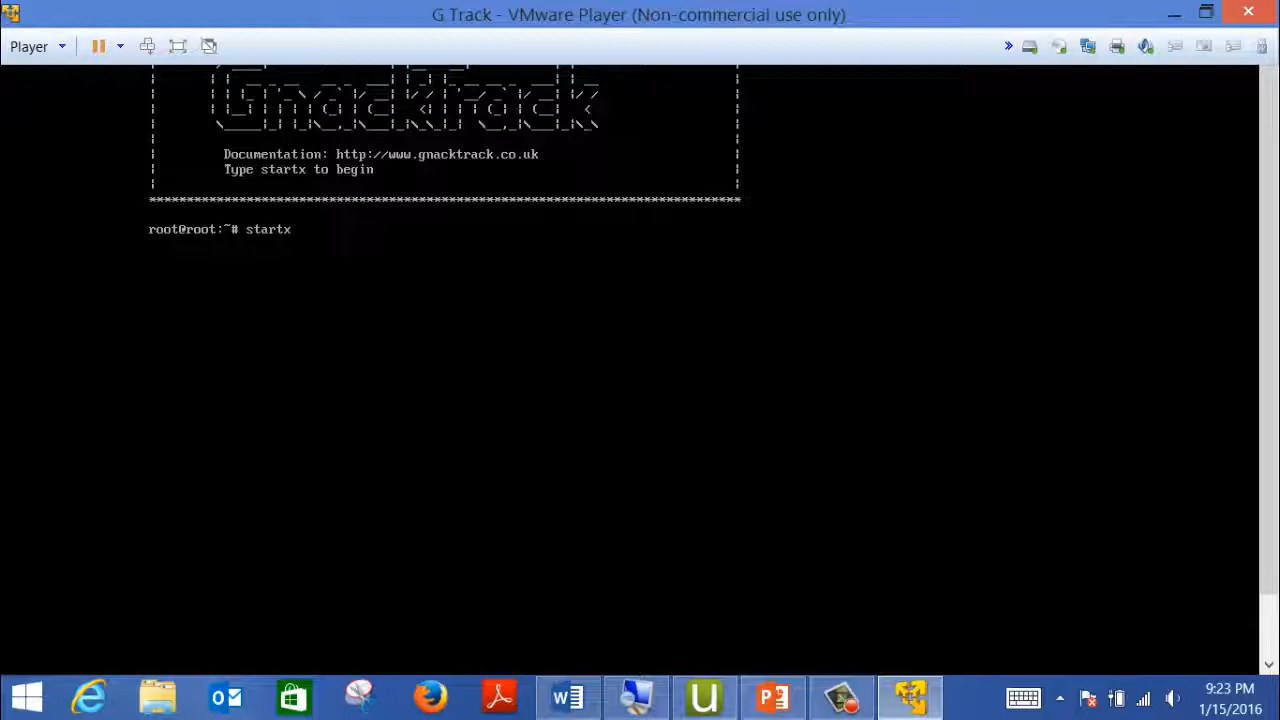 G Track - VMware Player (Non-commercial use only)
Player
GnackTrack
Documentation: http://www.gnacktrack.co.uk
Type startx to begin
*******************************************************************************
root@root:~# startx
9:23 PM
1/15/2016